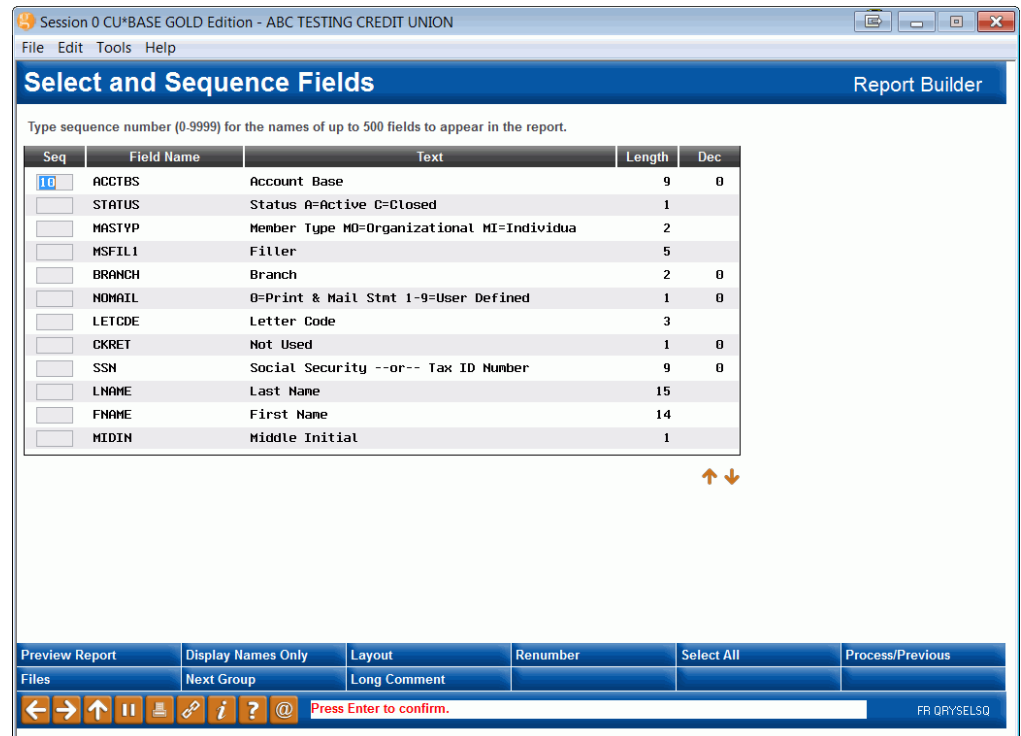 Session 0 CU*BASE GOLD Edition - ABC TESTING CREDIT UNION
File Edit Tools Help
Select and Sequence Fields Report Builder
Type sequence number (0-9999) for the names of up to 500 fields to appear in the report.
Seq Field Name Text Length Dec
10 ACCTBS Account Base 9 0
STATUS Status A=Active C=Closed 1
MASTYP Member Type MO=Organizational MI=Individua 2
MSFIL1 Filler 5
BRANCH Branch 2 0
NOMAIL 0=Print & Mail Stmt 1-9=User Defined 1 0
LETCDE Letter Code 3
CKRET Not Used 1 0
SSN Social Security --or-- Tax ID Number 9 0
LNAME Last Name 15
FNAME First Name 14
MIDIN Middle Initial 1
Preview Report Display Names Only Layout Renumber Select All Process/Previous
Files Next Group Long Comment
Press Enter to confirm. FR QRYSELSQ